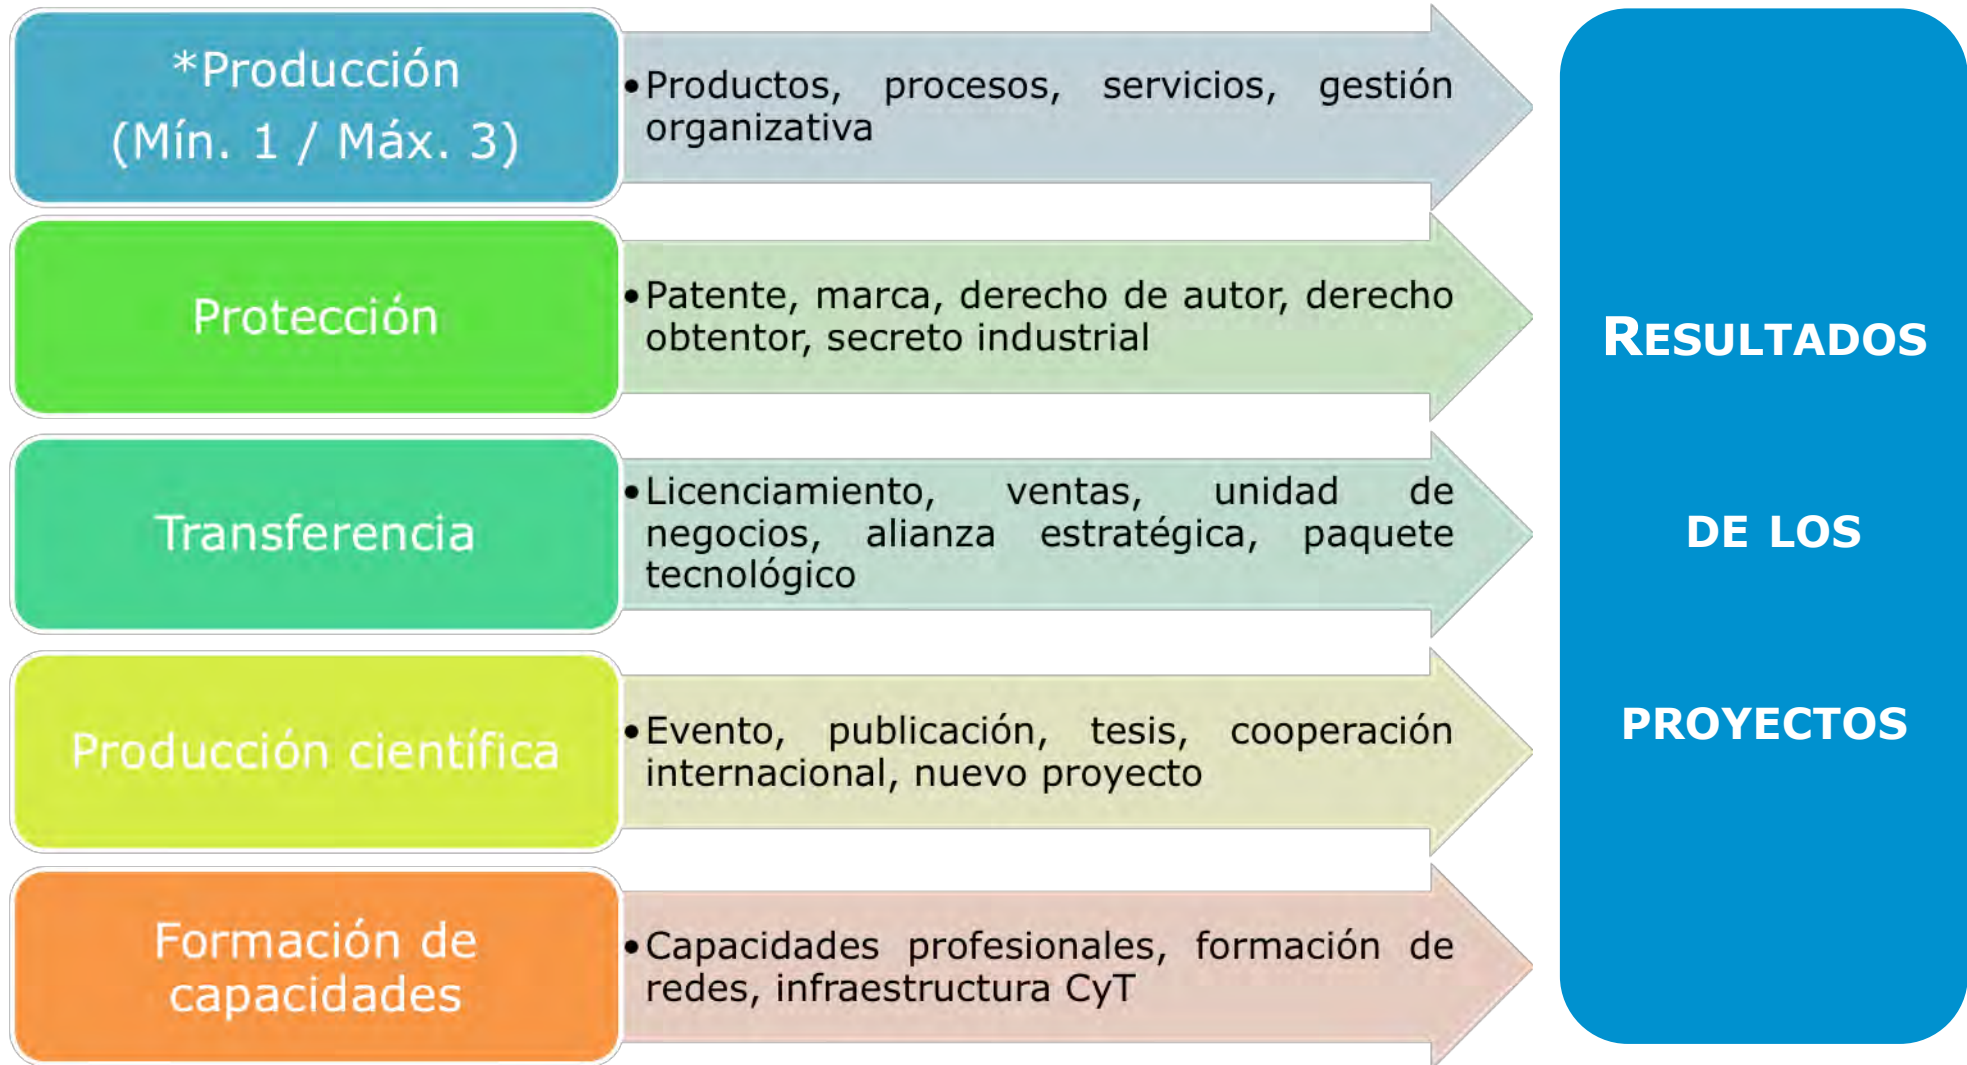 *Producción
(Mín. 1 / Máx. 3)
•Productos, procesos, servicios, gestión
organizativa
Protección
•Patente, marca, derecho de autor, derecho
obtentor, secreto industrial
Transferencia
•Licenciamiento, ventas, unidad de
negocios, alianza estratégica, paquete
tecnológico
Producción científica
•Evento, publicación, tesis, cooperación
internacional, nuevo proyecto
Formación de
capacidades
•Capacidades profesionales, formación de
redes, infraestructura CyT
RESULTADOS
DE LOS
PROYECTOS